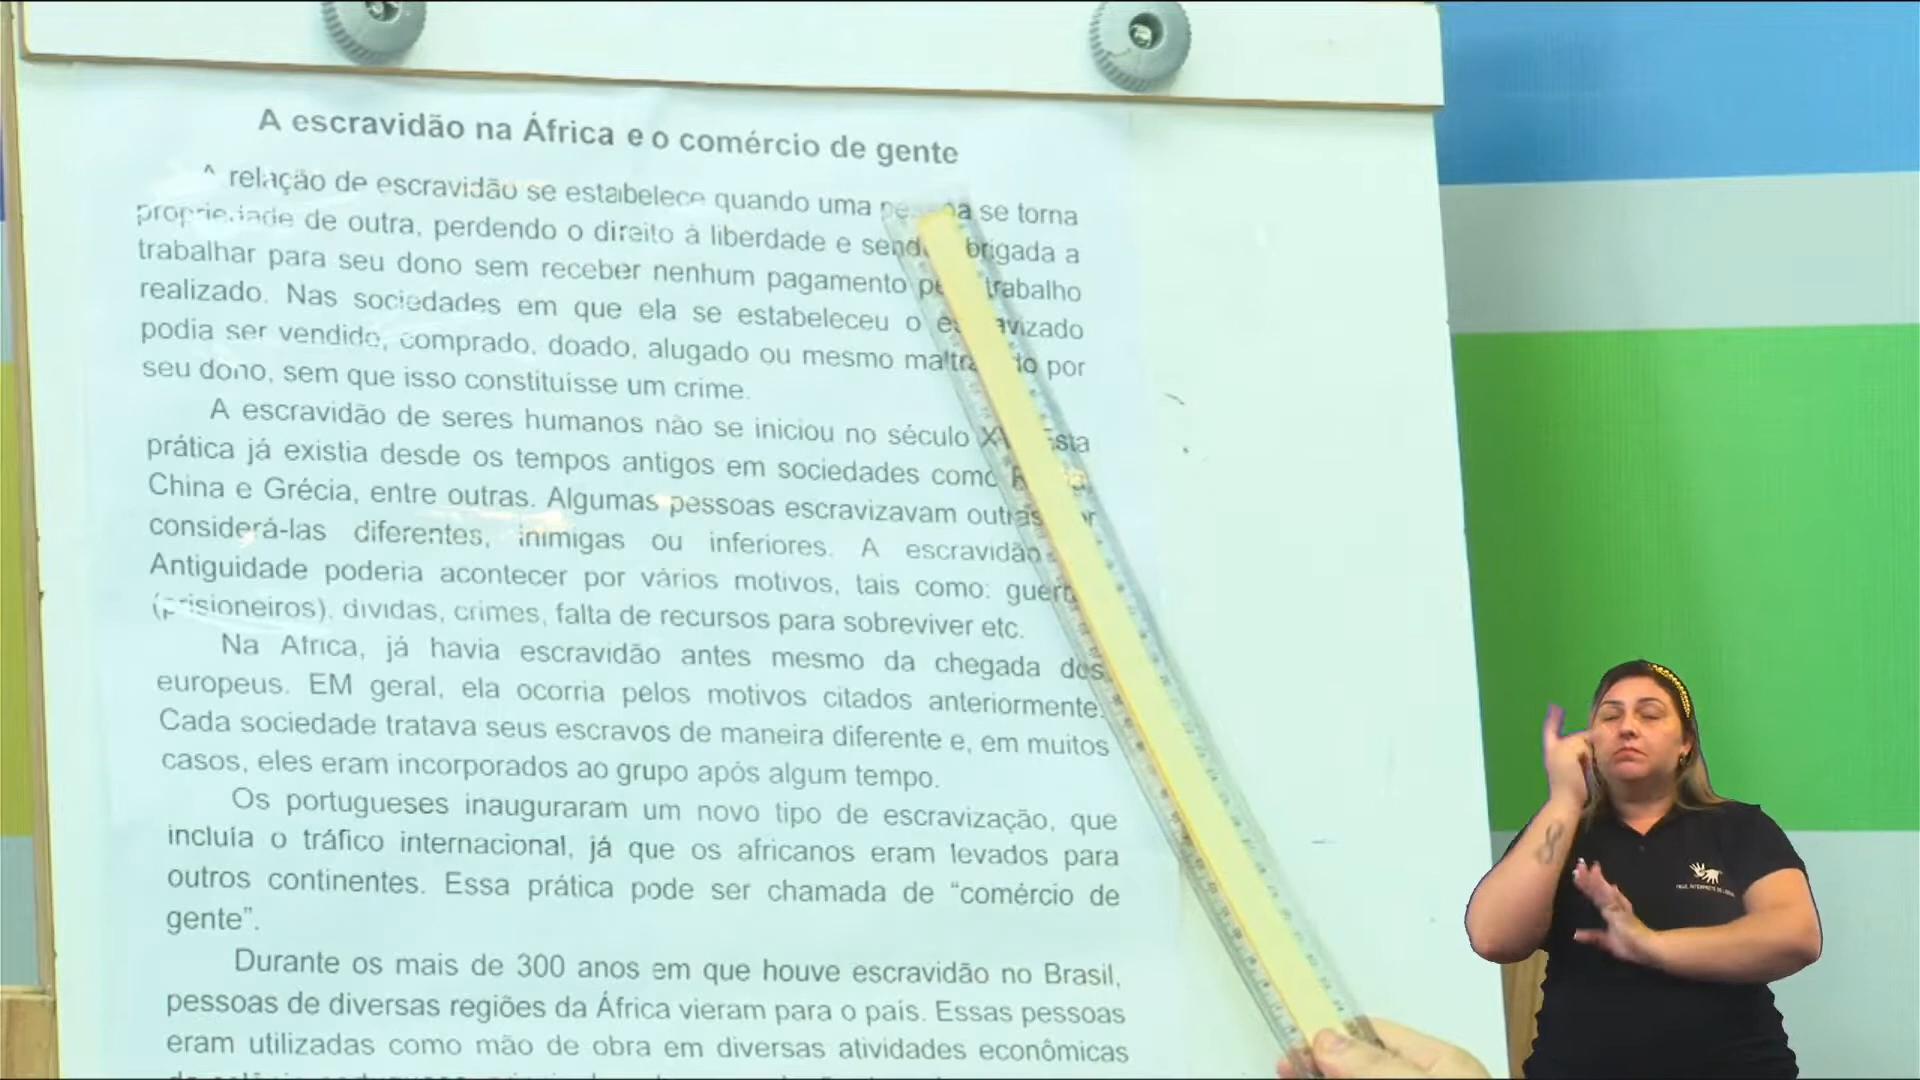 A escravidão na África e o comércio de gente
relação de escravidão se estabelece quando uma se torna
propriedade de outra, perdendo o direito à liberdade e brigada a
trabalhar para seu dono sem receber nenhum pagamento trabalho
realizado. Nas sociedades em que ela se estabeleceu o
podia ser vendido, comprado, doado, alugado ou mesmo por
seu dono, sem que isso constituísse um crime.
A escravidão de seres humanos não se iniciou no século
prática já existia desde os tempos antigos em sociedades como
China e Grécia, entre outras. Algumas pessoas escravizavam outras
considerá-las diferentes, inimigas ou inferiores. A escravidão
Antiguidade poderia acontecer por vários motivos, tais como:
(prisioneiros), dívidas, crimes, falta de recursos para sobreviver etc.
Na África, já havia escravidão antes mesmo da chegada dos
europeus. EM geral, ela ocorria pelos motivos citados anteriormente.
Cada sociedade tratava seus escravos de maneira diferente e, em muitos
casos, eles eram incorporados ao grupo após algum tempo.
Os portugueses inauguraram um novo tipo de escravização, que
incluía o tráfico internacional, já que os africanos eram levados para
outros continentes. Essa prática pode ser chamada de “comércio de
gente”.
Durante os mais de 300 anos em que houve escravidão no Brasil,
pessoas de diversas regiões da África vieram para o país. Essas pessoas
eram utilizadas como mão de obra em diversas atividades econômicas